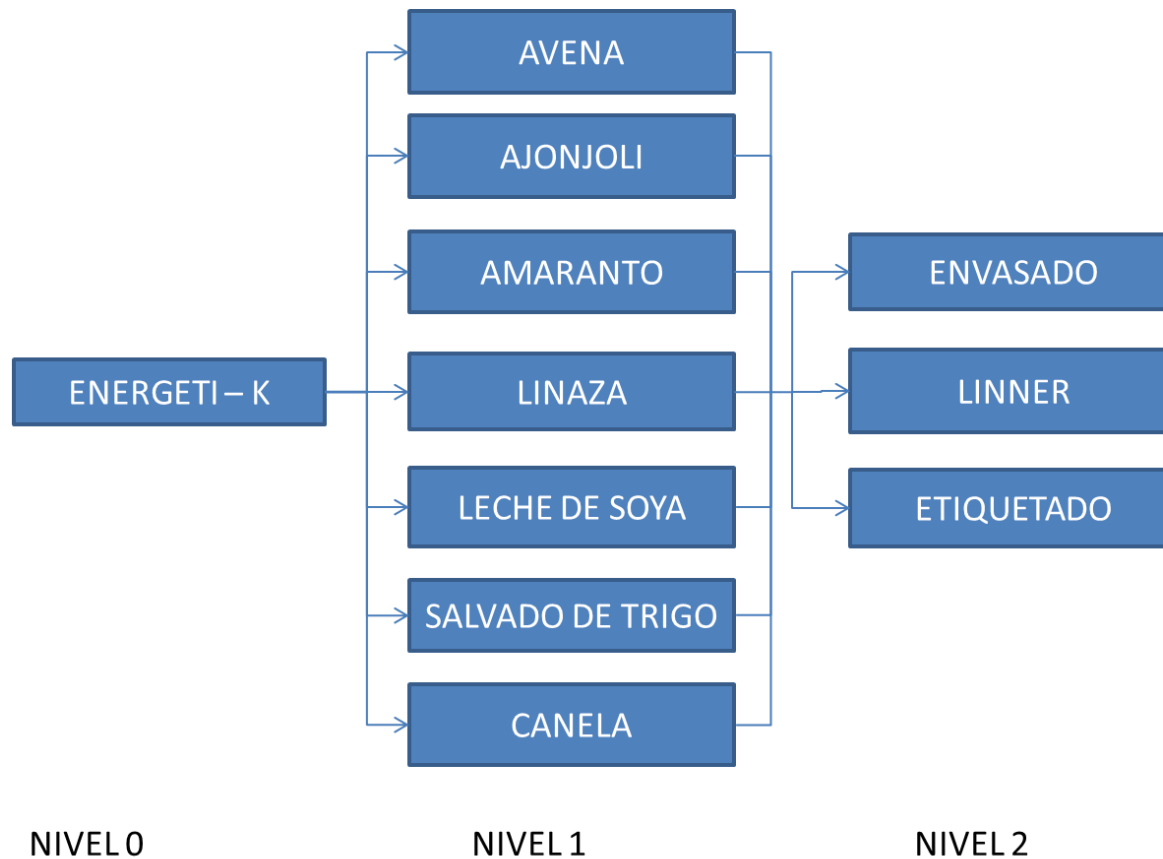 AVENA
AJONJOLI
AMARANTO
ENVASADO
ENERGETI – K
LINAZA
LINNER
LECHE DE SOYA
ETIQUETADO
SALVADO DE TRIGO
CANELA
NIVEL 0
NIVEL 1
NIVEL 2